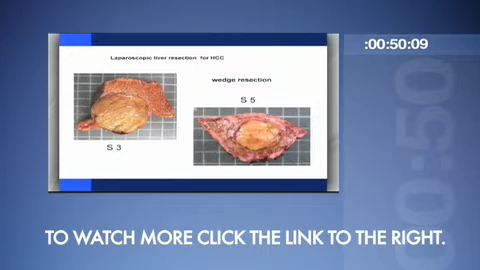 :00:50:09
Laparoscopic liver resection for HCC
wedge resection
S 5
S 3
:00:50
TO WATCH MORE CLICK THE LINK TO THE RIGHT.